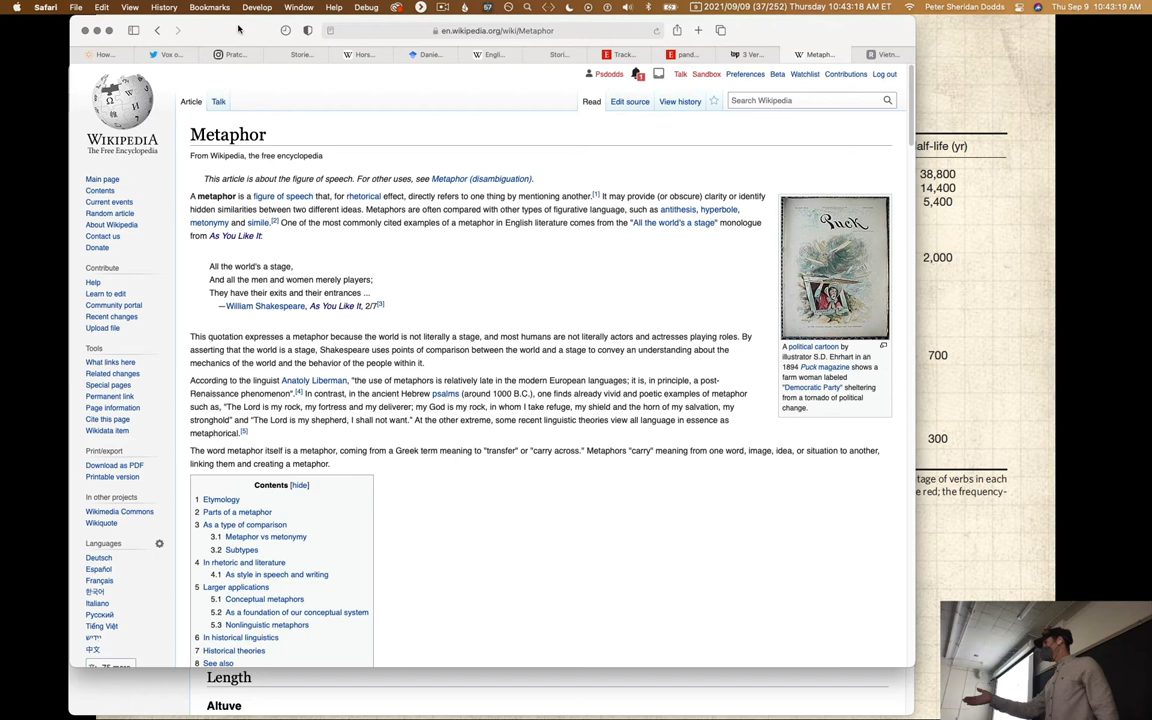 Safari File Edit View History Bookmarks Develop Window Help Debug 57 2021/09/09 (37/252) Thursday 10:43:18 AM ET Peter Sheridan Dodds Thu Sep 9 10:43:19 AM
en.wikipedia.org/wiki/Metaphor
How... Vox o... Pratc... Storie... Hors... Danie... Engli... Stori... Track... pand... 3 Ver... Metaph... Vietn...
Psdodds 1 Talk Sandbox Preferences Beta Watchlist Contributions Log out
Article Talk Read Edit source View history Search Wikipedia
WIKIPEDIA
The Free Encyclopedia
Main page
Contents
Current events
Random article
About Wikipedia
Contact us
Donate
Contribute
Help
Learn to edit
Community portal
Recent changes
Upload file
Tools
What links here
Related changes
Special pages
Permanent link
Page information
Cite this page
Wikidata item
Print/export
Download as PDF
Printable version
In other projects
Wikimedia Commons
Wikiquote
Languages
Deutsch
Español
Français
한국어
Italiano
Русский
Tiếng Việt
ייִדיש
中文
Metaphor
From Wikipedia, the free encyclopedia
This article is about the figure of speech. For other uses, see Metaphor (disambiguation).
A metaphor is a figure of speech that, for rhetorical effect, directly refers to one thing by mentioning another.[1] It may provide (or obscure) clarity or identify
hidden similarities between two different ideas. Metaphors are often compared with other types of figurative language, such as antithesis, hyperbole,
metonymy and simile.[2] One of the most commonly cited examples of a metaphor in English literature comes from the "All the world's a stage" monologue
from As You Like It:
All the world's a stage,
And all the men and women merely players;
They have their exits and their entrances ...
—William Shakespeare, As You Like It, 2/7[3]
This quotation expresses a metaphor because the world is not literally a stage, and most humans are not literally actors and actresses playing roles. By
asserting that the world is a stage, Shakespeare uses points of comparison between the world and a stage to convey an understanding about the
mechanics of the world and the behavior of the people within it.
According to the linguist Anatoly Liberman, "the use of metaphors is relatively late in the modern European languages; it is, in principle, a post-
Renaissance phenomenon".[4] In contrast, in the ancient Hebrew psalms (around 1000 B.C.), one finds already vivid and poetic examples of metaphor
such as, "The Lord is my rock, my fortress and my deliverer; my God is my rock, in whom I take refuge, my shield and the horn of my salvation, my
stronghold" and "The Lord is my shepherd, I shall not want." At the other extreme, some recent linguistic theories view all language in essence as
metaphorical.[5]
The word metaphor itself is a metaphor, coming from a Greek term meaning to "transfer" or "carry across." Metaphors "carry" meaning from one word, image, idea, or situation to another,
linking them and creating a metaphor.
Puck
A political cartoon by
illustrator S.D. Ehrhart in an
1894 Puck magazine shows a
farm woman labeled
"Democratic Party" sheltering
from a tornado of political
change.
Contents [hide]
1 Etymology
2 Parts of a metaphor
3 As a type of comparison
3.1 Metaphor vs metonymy
3.2 Subtypes
4 In rhetoric and literature
4.1 As style in speech and writing
5 Larger applications
5.1 Conceptual metaphors
5.2 As a foundation of our conceptual system
5.3 Nonlinguistic metaphors
6 In historical linguistics
7 Historical theories
8 See also
Length
Altuve
alf-life (yr)
38,800
14,400
5,400
2,000
700
300
tage of verbs in each
e red; the frequency-